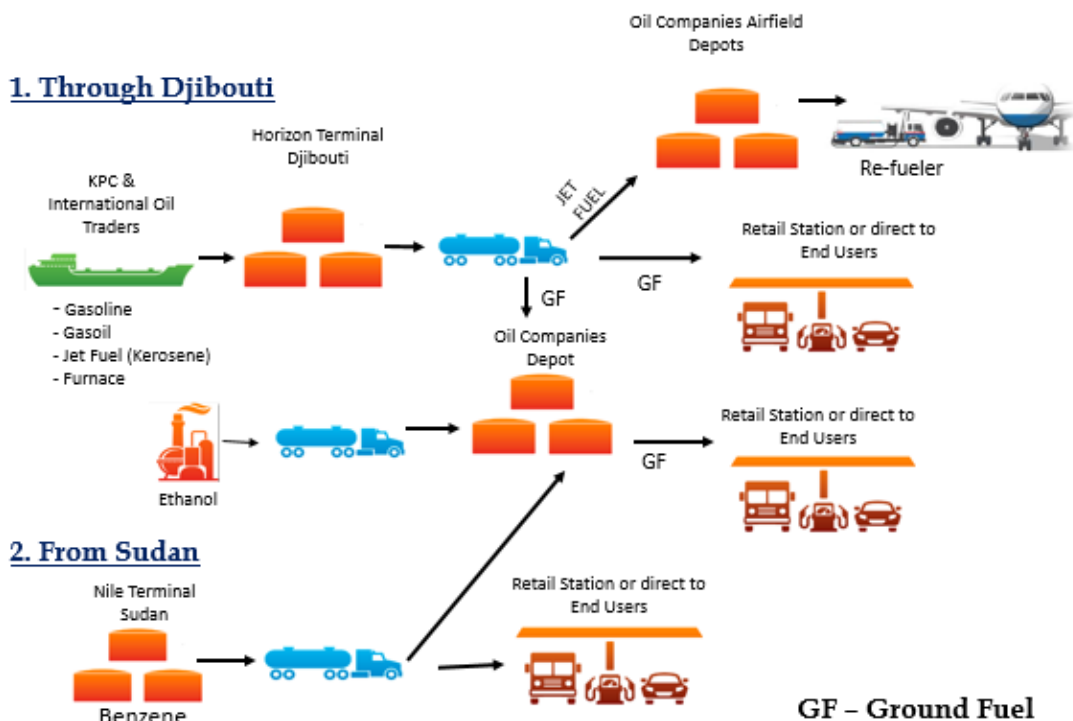 Oil Companies Airfield
Depots
1. Through Djibouti
Horizon Terminal
Djibouti
Re-fueler
KPC &
International Oil
Traders
JET
FUEL
Retail Station or direct to
End Users
GF
GF
- Gasoline
- Gasoil
- Jet Fuel (Kerosene)
- Furnace
Oil Companies
Depot
Retail Station or direct to
End Users
GF
Ethanol
2. From Sudan
Nile Terminal
Sudan
Retail Station or direct to
End Users
Benzene
GF – Ground Fuel